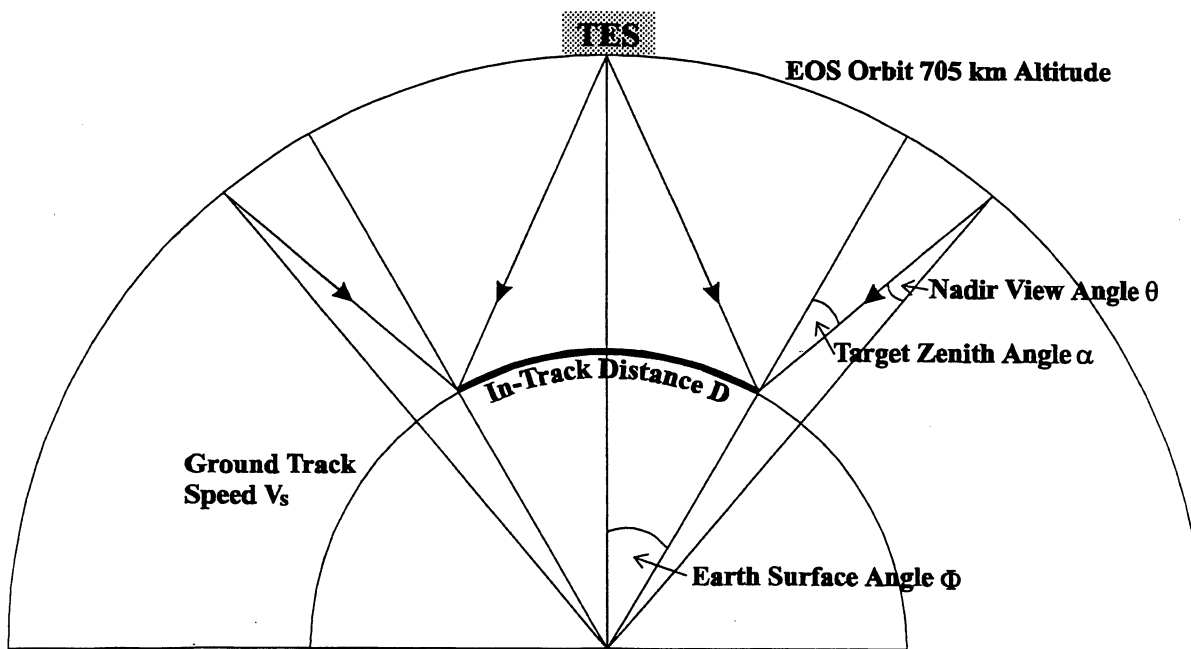 TES
EOS Orbit 705 km Altitude
Nadir View Angle θ
Target Zenith Angle α
In-Track Distance D
Ground Track
Speed Vs
Earth Surface Angle Φ